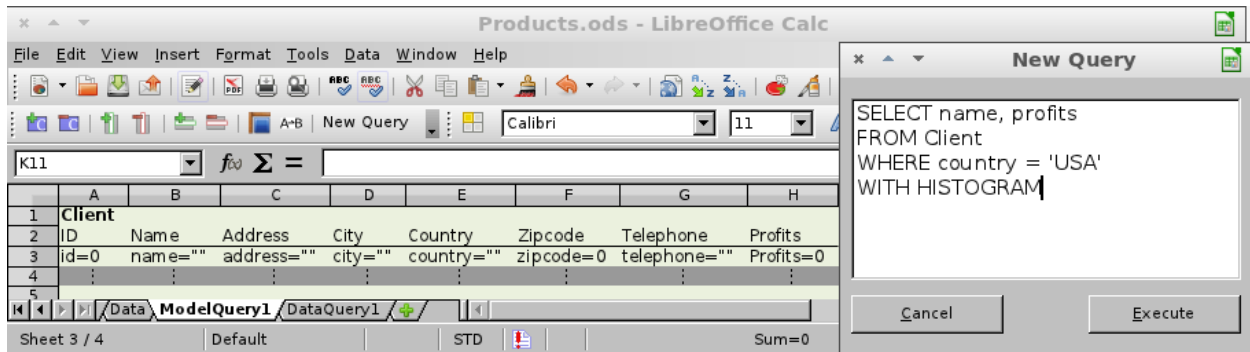 Products.ods - LibreOffice Calc
File Edit View Insert Format Tools Data Window Help
PDF ABC ABC A Z Z A
A↔B New Query Calibri 11
K11 f(x) Σ =
A B C D E F G H
1 Client
2 ID Name Address City Country Zipcode Telephone Profits
3 id=0 name="" address="" city="" country="" zipcode=0 telephone="" Profits=0
4
5
Data ModelQuery1 DataQuery1
Sheet 3 / 4 Default STD Sum=0
New Query
SELECT name, profits
FROM Client
WHERE country = 'USA'
WITH HISTOGRAM
Cancel Execute